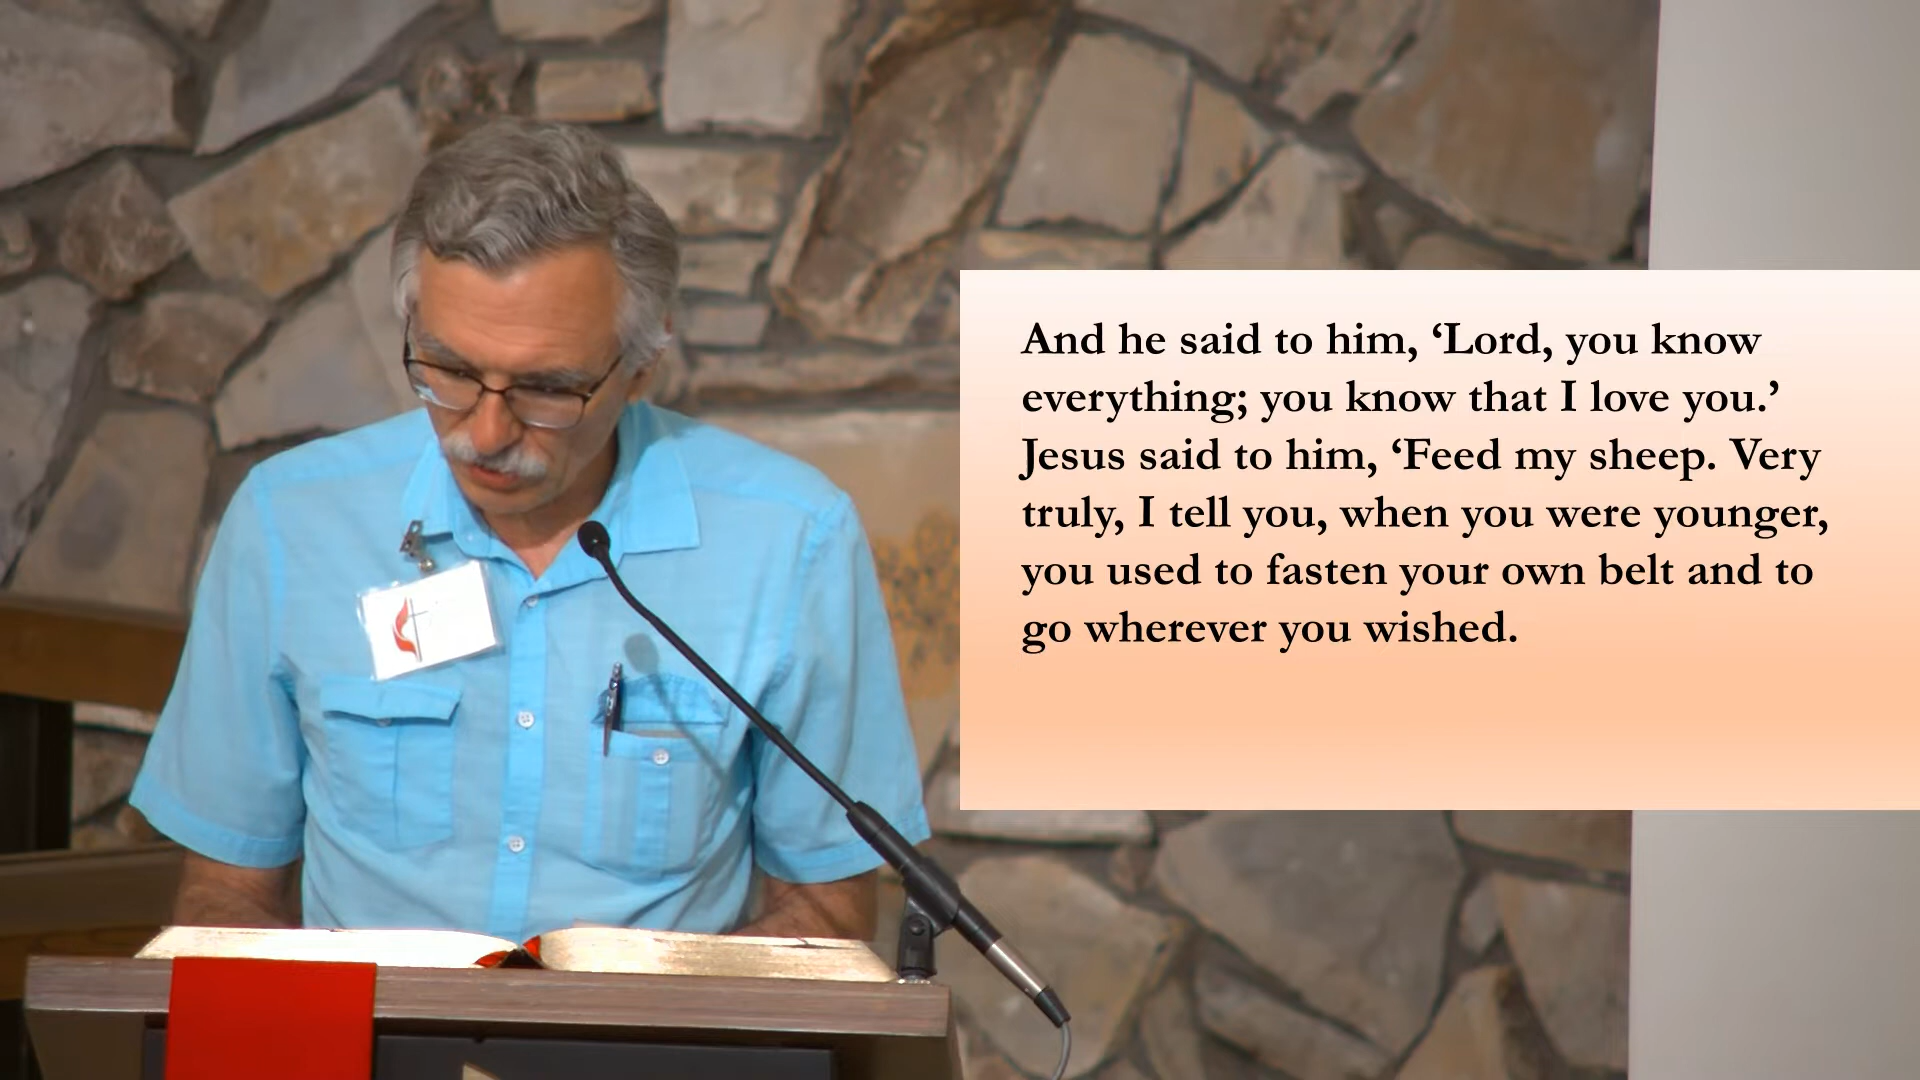 And he said to him, ‘Lord, you know
everything; you know that I love you.’
Jesus said to him, ‘Feed my sheep. Very
truly, I tell you, when you were younger,
you used to fasten your own belt and to
go wherever you wished.